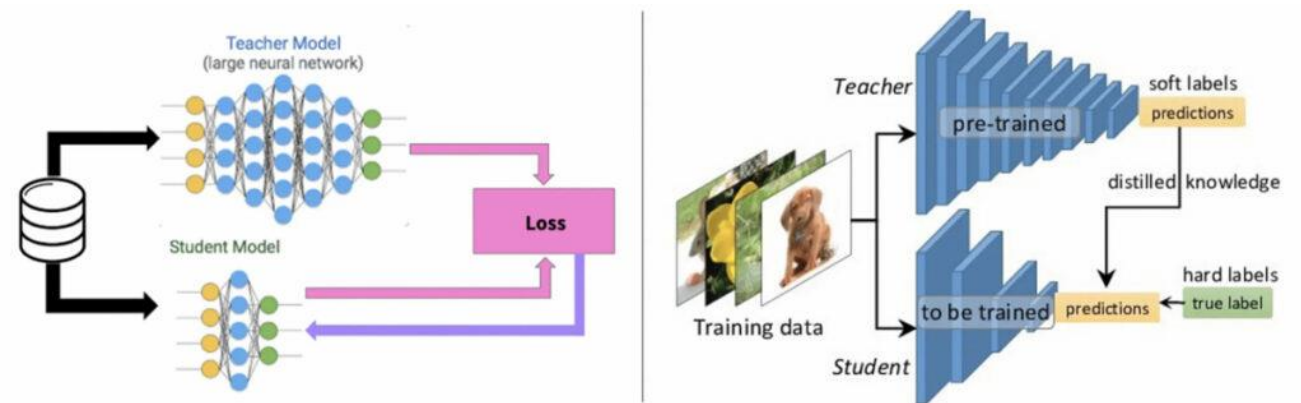 Teacher Model
(large neural network)
Loss
Student Model
Teacher
pre-trained
soft labels
predictions
distilled knowledge
Training data
hard labels
to be trained
predictions
true label
Student